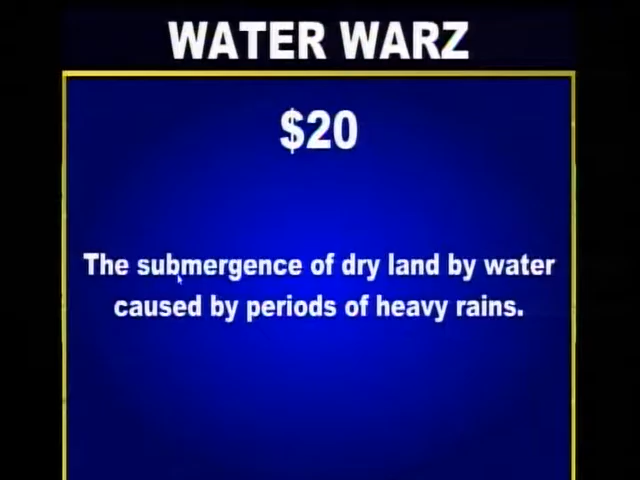 WATER WARZ
$20
The submergence of dry land by water
caused by periods of heavy rains.